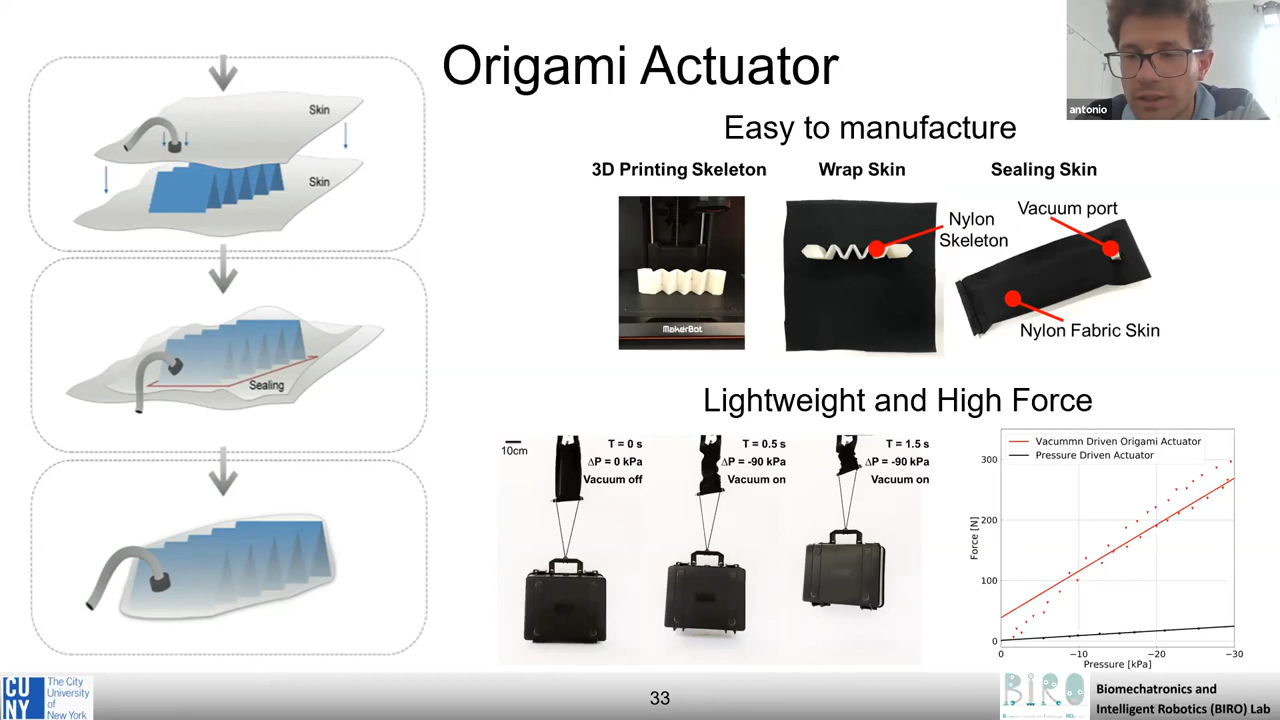 Origami Actuator
antonio
Skin
Skin
Sealing
Easy to manufacture
3D Printing Skeleton
Wrap Skin
Sealing Skin
MakerBot
Nylon
Skeleton
Vacuum port
Nylon Fabric Skin
Lightweight and High Force
10cm
T = 0 s
∆P = 0 kPa
Vacuum off
T = 0.5 s
∆P = -90 kPa
Vacuum on
T = 1.5 s
∆P = -90 kPa
Vacuum on
Vacummn Driven Origami Actuator
Pressure Driven Actuator
Force [N]
300
200
100
0
0
−10
−20
−30
Pressure [kPa]
CU
NY
The City
University of
New York
33
BIRO
Biomechatronics and
Intelligent Robotics (BIRO) Lab